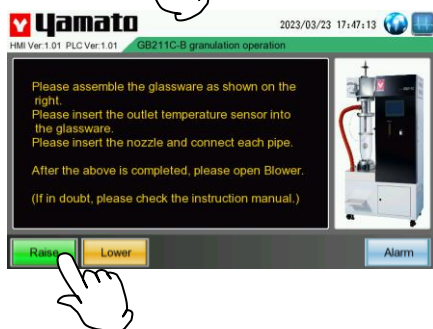 Yamato
2023/03/23 17:47:13
HMI Ver:1.01 PLC Ver:1.01 GB211C-B granulation operation
Please assemble the glassware as shown on the
right.
Please insert the outlet temperature sensor into
the glassware.
Please insert the nozzle and connect each pipe.
After the above is completed, please open Blower.
(If in doubt, please check the instruction manual.)
Raise Lower Alarm